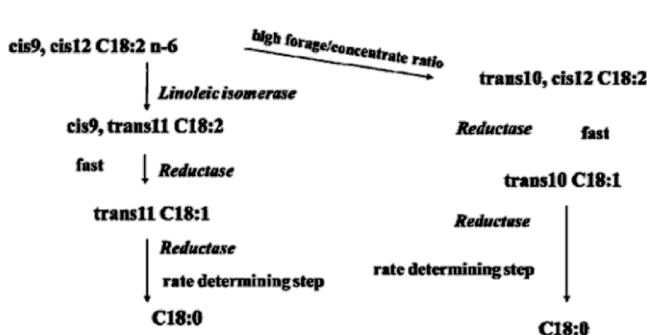 cis9, cis12 C18:2 n-6
high forage/concentrate ratio
trans10, cis12 C18:2
Linoleic isomerase
cis9, trans11 C18:2
Reductase fast
fast Reductase
trans10 C18:1
trans11 C18:1
Reductase
Reductase
rate determining step
rate determining step
C18:0
C18:0